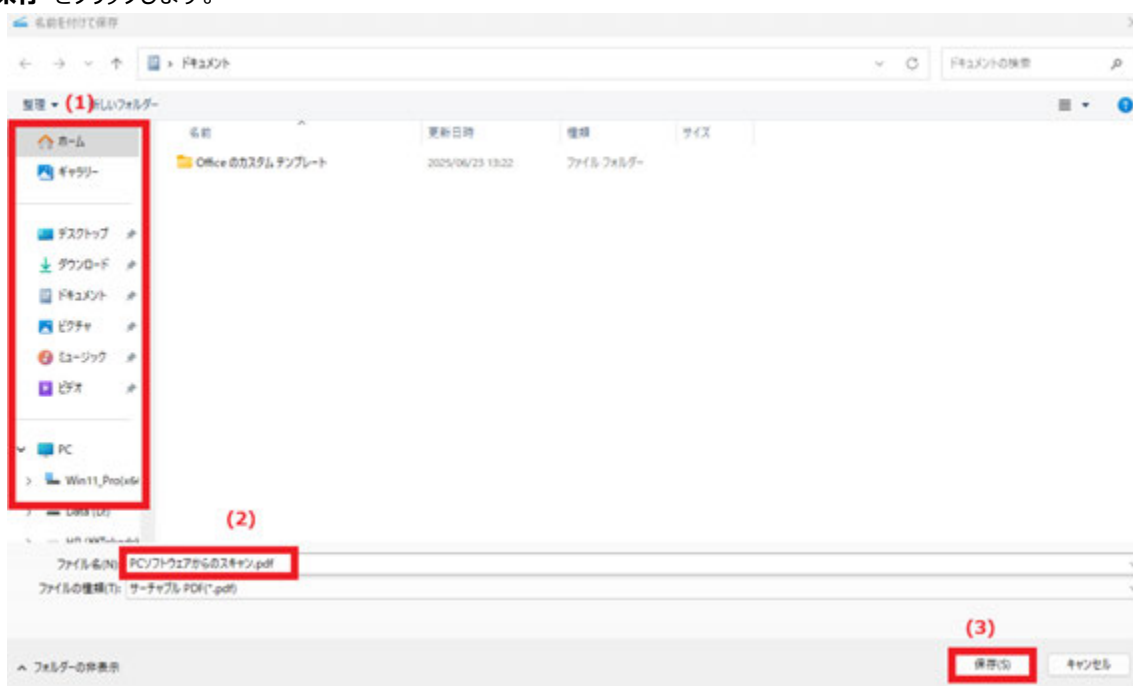 保存 をクリックします。
名前を付けて保存
ドキュメント
ドキュメントの検索
整理 (1) しいフォルダー
ホーム
ギャラリー
名前 更新日時 種類 サイズ
Office のカスタム テンプレート 2025/06/23 13:22 ファイル フォルダー
デスクトップ
ダウンロード
ドキュメント
ピクチャ
ミュージック
ビデオ
PC
Win11_Pro(x64
Data (D:)
(2)
ファイル名(N): PCソフトウェアからのスキャン.pdf
ファイルの種類(T): サーチャブル PDF(*.pdf)
(3)
フォルダーの非表示
保存(S) キャンセル